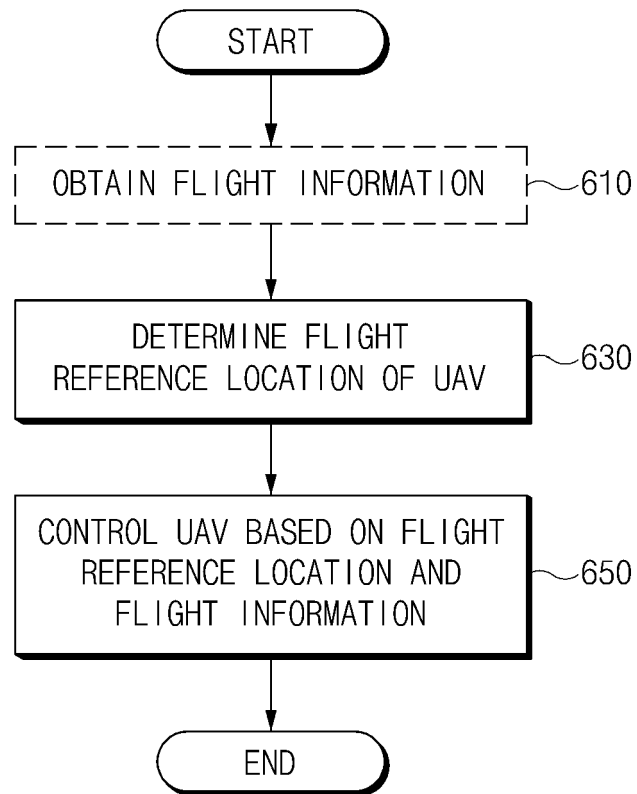 START
OBTAIN FLIGHT INFORMATION
610
DETERMINE FLIGHT
REFERENCE LOCATION OF UAV
630
CONTROL UAV BASED ON FLIGHT
REFERENCE LOCATION AND
FLIGHT INFORMATION
650
END